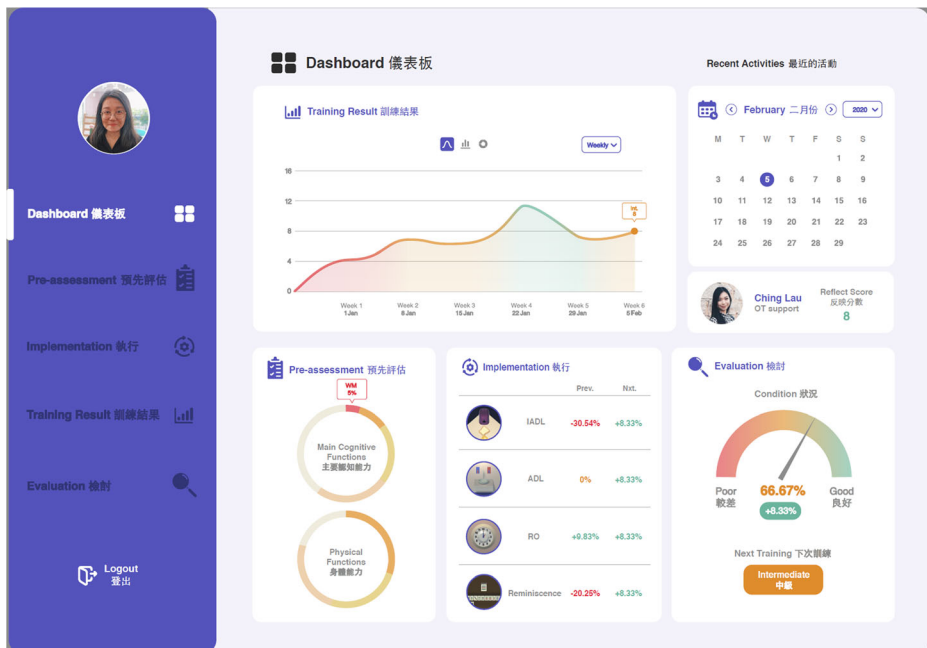 Dashboard 儀表板
Pre-assessment 預先評估
Implementation 執行
Training Result 訓練結果
Evaluation 檢討
Logout
登出
Dashboard 儀表板
Training Result 訓練結果
Weekly
16
12
8
4
0
Int.
8
Week 1
1 Jan
Week 2
8 Jan
Week 3
15 Jan
Week 4
22 Jan
Week 5
29 Jan
Week 6
5 Feb
Recent Activities 最近的活動
February 二月份
2020
M T W T F S S
1 2
3 4 5 6 7 8 9
10 11 12 13 14 15 16
17 18 19 20 21 22 23
24 25 26 27 28 29
Ching Lau
OT support
Reflect Score
反映分數
8
Pre-assessment 預先評估
WM
5%
Main Cognitive
Functions
主要認知能力
Physical
Functions
身體能力
Implementation 執行
Prev. Nxt.
IADL -30.54% +8.33%
ADL 0% +8.33%
RO +9.83% +8.33%
Reminiscence -20.25% +8.33%
Evaluation 檢討
Condition 狀況
Poor
較差
66.67%
+8.33%
Good
良好
Next Training 下次訓練
Intermediate
中級